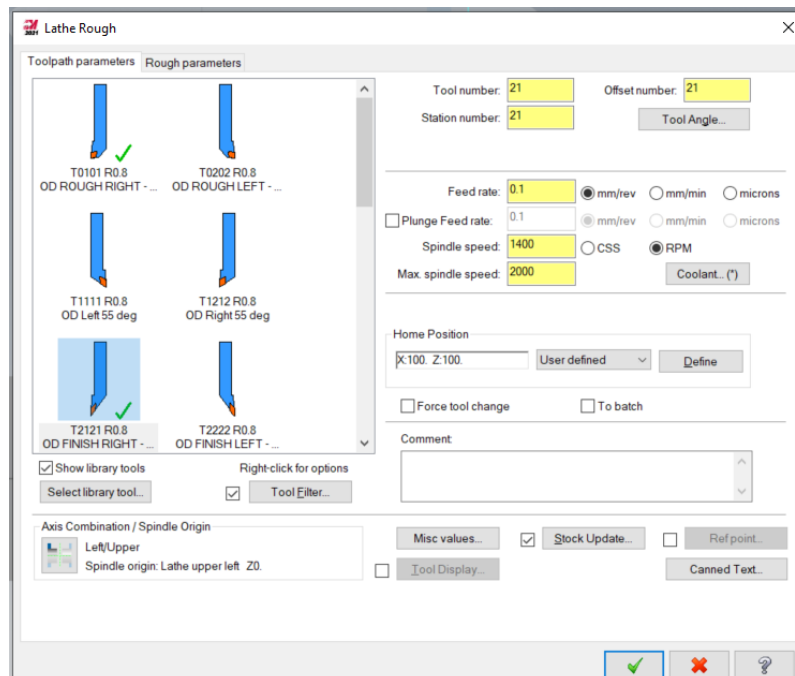 2021 Lathe Rough
Toolpath parameters Rough parameters
T0101 R0.8
OD ROUGH RIGHT - ...
T0202 R0.8
OD ROUGH LEFT - ...
T1111 R0.8
OD Left 55 deg
T1212 R0.8
OD Right 55 deg
T2121 R0.8
OD FINISH RIGHT - ...
T2222 R0.8
OD FINISH LEFT - ...
Show library tools
Right-click for options
Select library tool...
Tool Filter...
Axis Combination / Spindle Origin
Left/Upper
Spindle origin: Lathe upper left Z0.
Tool number: 21 Offset number: 21
Station number: 21 Tool Angle...
Feed rate: 0.1 mm/rev mm/min microns
Plunge Feed rate: 0.1 mm/rev mm/min microns
Spindle speed: 1400 CSS RPM
Max. spindle speed: 2000 Coolant... (*)
Home Position
X:100. Z:100. User defined Define
Force tool change To batch
Comment:
Misc values... Stock Update... Ref point...
Tool Display... Canned Text...